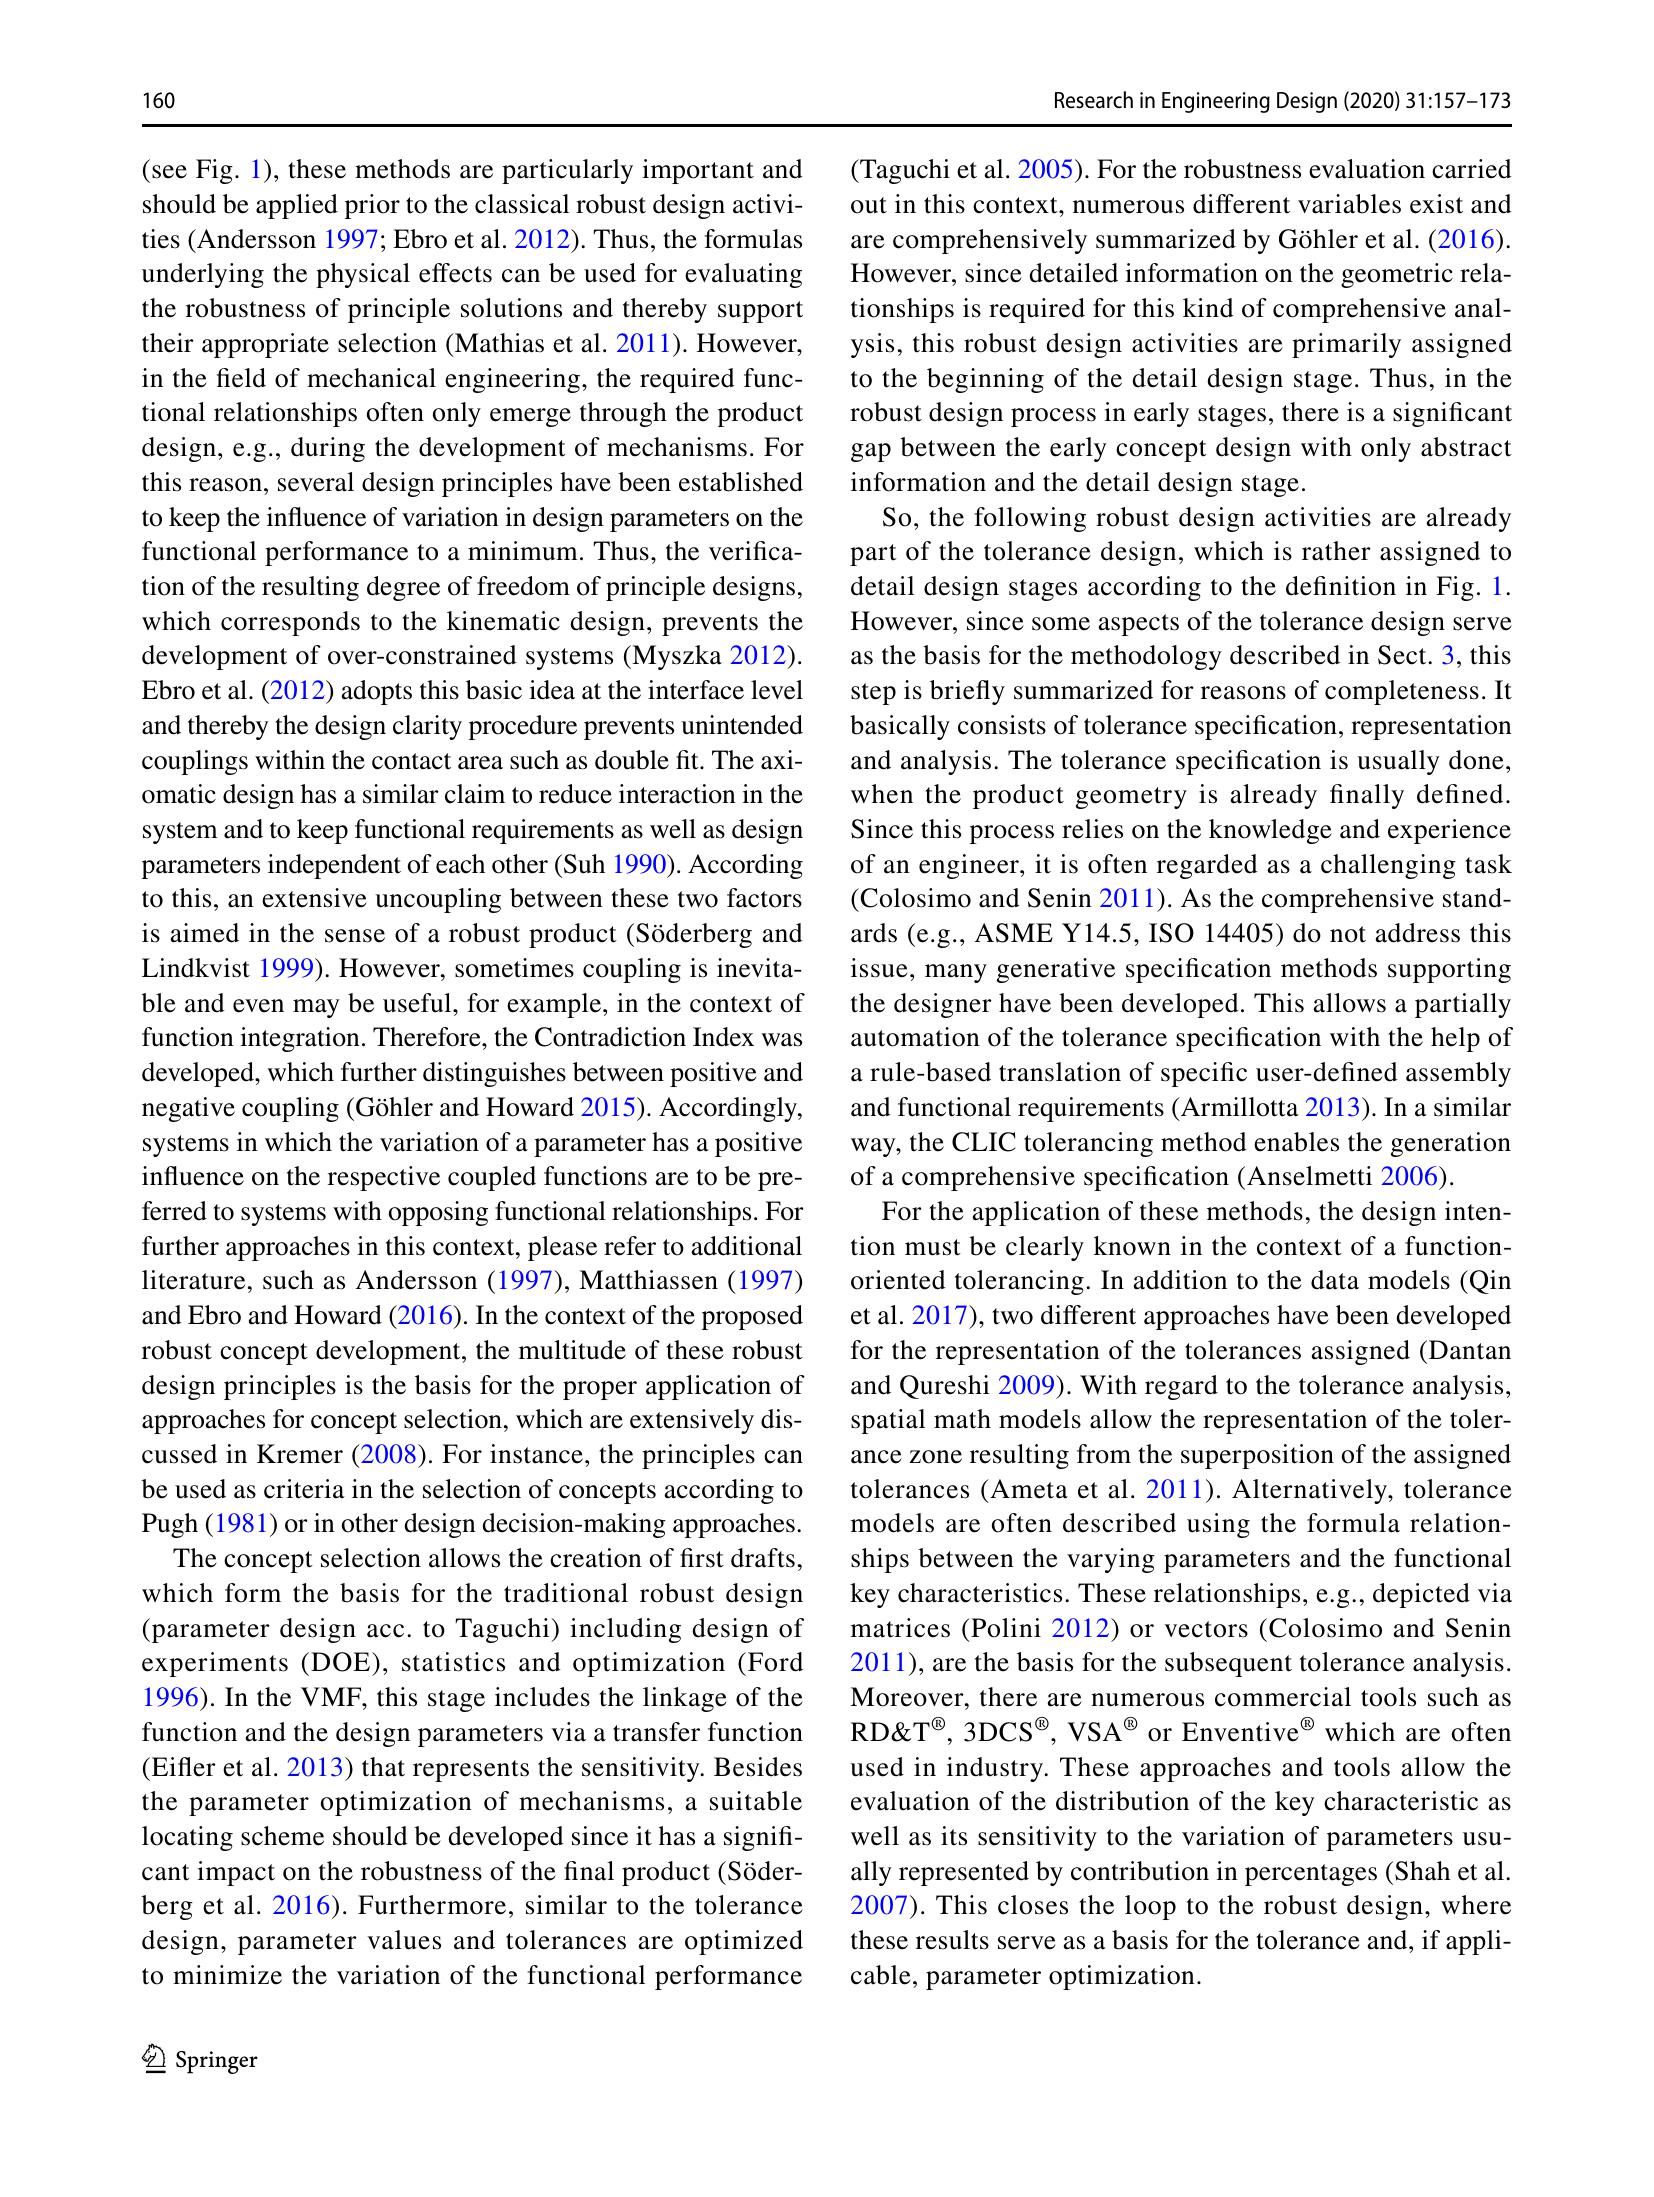 160
Research in Engineering Design (2020) 31:157–173
(see Fig. 1), these methods are particularly important and
should be applied prior to the classical robust design activi-
ties (Andersson 1997; Ebro et al. 2012). Thus, the formulas
underlying the physical effects can be used for evaluating
the robustness of principle solutions and thereby support
their appropriate selection (Mathias et al. 2011). However,
in the field of mechanical engineering, the required func-
tional relationships often only emerge through the product
design, e.g., during the development of mechanisms. For
this reason, several design principles have been established
to keep the influence of variation in design parameters on the
functional performance to a minimum. Thus, the verifica-
tion of the resulting degree of freedom of principle designs,
which corresponds to the kinematic design, prevents the
development of over-constrained systems (Myszka 2012).
Ebro et al. (2012) adopts this basic idea at the interface level
and thereby the design clarity procedure prevents unintended
couplings within the contact area such as double fit. The axi-
omatic design has a similar claim to reduce interaction in the
system and to keep functional requirements as well as design
parameters independent of each other (Suh 1990). According
to this, an extensive uncoupling between these two factors
is aimed in the sense of a robust product (Söderberg and
Lindkvist 1999). However, sometimes coupling is inevita-
ble and even may be useful, for example, in the context of
function integration. Therefore, the Contradiction Index was
developed, which further distinguishes between positive and
negative coupling (Göhler and Howard 2015). Accordingly,
systems in which the variation of a parameter has a positive
influence on the respective coupled functions are to be pre-
ferred to systems with opposing functional relationships. For
further approaches in this context, please refer to additional
literature, such as Andersson (1997), Matthiassen (1997)
and Ebro and Howard (2016). In the context of the proposed
robust concept development, the multitude of these robust
design principles is the basis for the proper application of
approaches for concept selection, which are extensively dis-
cussed in Kremer (2008). For instance, the principles can
be used as criteria in the selection of concepts according to
Pugh (1981) or in other design decision-making approaches.
The concept selection allows the creation of first drafts,
which form the basis for the traditional robust design
(parameter design acc. to Taguchi) including design of
experiments (DOE), statistics and optimization (Ford
1996). In the VMF, this stage includes the linkage of the
function and the design parameters via a transfer function
(Eifler et al. 2013) that represents the sensitivity. Besides
the parameter optimization of mechanisms, a suitable
locating scheme should be developed since it has a signifi-
cant impact on the robustness of the final product (Söder-
berg et al. 2016). Furthermore, similar to the tolerance
design, parameter values and tolerances are optimized
to minimize the variation of the functional performance
(Taguchi et al. 2005). For the robustness evaluation carried
out in this context, numerous different variables exist and
are comprehensively summarized by Göhler et al. (2016).
However, since detailed information on the geometric rela-
tionships is required for this kind of comprehensive anal-
ysis, this robust design activities are primarily assigned
to the beginning of the detail design stage. Thus, in the
robust design process in early stages, there is a significant
gap between the early concept design with only abstract
information and the detail design stage.
So, the following robust design activities are already
part of the tolerance design, which is rather assigned to
detail design stages according to the definition in Fig. 1.
However, since some aspects of the tolerance design serve
as the basis for the methodology described in Sect. 3, this
step is briefly summarized for reasons of completeness. It
basically consists of tolerance specification, representation
and analysis. The tolerance specification is usually done,
when the product geometry is already finally defined.
Since this process relies on the knowledge and experience
of an engineer, it is often regarded as a challenging task
(Colosimo and Senin 2011). As the comprehensive stand-
ards (e.g., ASME Y14.5, ISO 14405) do not address this
issue, many generative specification methods supporting
the designer have been developed. This allows a partially
automation of the tolerance specification with the help of
a rule-based translation of specific user-defined assembly
and functional requirements (Armillotta 2013). In a similar
way, the CLIC tolerancing method enables the generation
of a comprehensive specification (Anselmetti 2006).
For the application of these methods, the design inten-
tion must be clearly known in the context of a function-
oriented tolerancing. In addition to the data models (Qin
et al. 2017), two different approaches have been developed
for the representation of the tolerances assigned (Dantan
and Qureshi 2009). With regard to the tolerance analysis,
spatial math models allow the representation of the toler-
ance zone resulting from the superposition of the assigned
tolerances (Ameta et al. 2011). Alternatively, tolerance
models are often described using the formula relation-
ships between the varying parameters and the functional
key characteristics. These relationships, e.g., depicted via
matrices (Polini 2012) or vectors (Colosimo and Senin
2011), are the basis for the subsequent tolerance analysis.
Moreover, there are numerous commercial tools such as
RD&T®, 3DCS®, VSA® or Enventive® which are often
used in industry. These approaches and tools allow the
evaluation of the distribution of the key characteristic as
well as its sensitivity to the variation of parameters usu-
ally represented by contribution in percentages (Shah et al.
2007). This closes the loop to the robust design, where
these results serve as a basis for the tolerance and, if appli-
cable, parameter optimization.
Springer